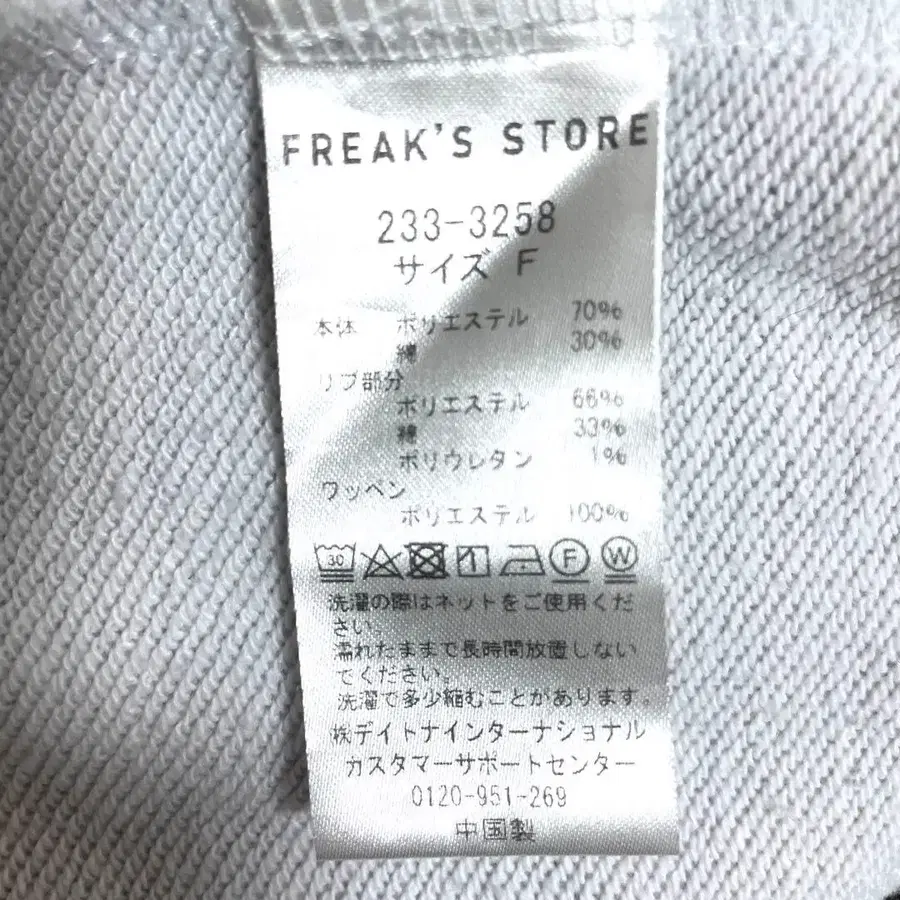 FREAK'S STORE
233-3258
サイズ F
本体 ポリエステル 70%
綿 30%
リブ部分
ポリエステル 66%
綿 33%
ポリウレタン 1%
ワッペン
ポリエステル 100%
30 F W
洗濯の際はネットをご使用くだ
さい。
濡れたままで長時間放置しない
でください。
洗濯で多少縮むことがあります。
㈱デイトナインターナショナル
カスタマーサポートセンター
0120-951-269
中国製